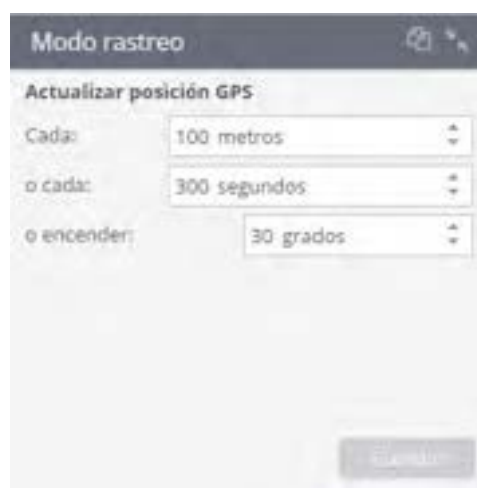 Modo rastreo
Actualizar posición GPS
Cada: 100 metros
o cada: 300 segundos
o encender: 30 grados